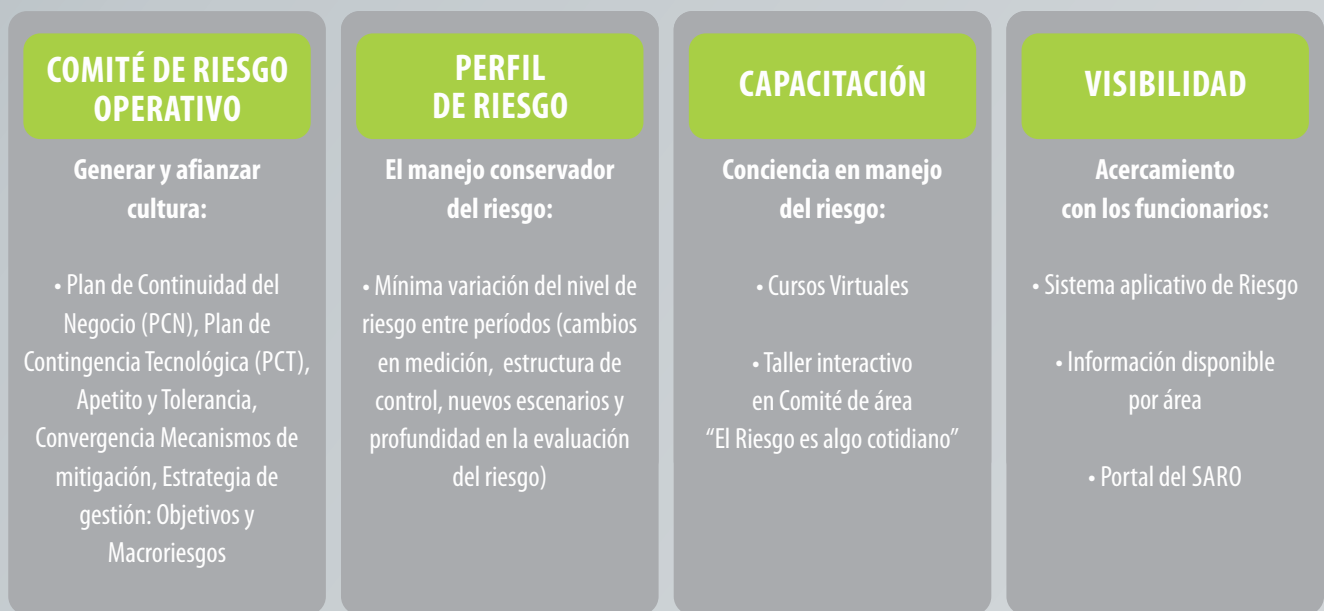 COMITÉ DE RIESGO
OPERATIVO
Generar y afianzar
cultura:
• Plan de Continuidad del
Negocio (PCN), Plan de
Contingencia Tecnológica (PCT),
Apetito y Tolerancia,
Convergencia Mecanismos de
mitigación, Estrategia de
gestión: Objetivos y
Macroriesgos
PERFIL
DE RIESGO
El manejo conservador
del riesgo:
• Mínima variación del nivel de
riesgo entre períodos (cambios
en medición, estructura de
control, nuevos escenarios y
profundidad en la evaluación
del riesgo)
CAPACITACIÓN
Conciencia en manejo
del riesgo:
• Cursos Virtuales
• Taller interactivo
en Comité de área
“El Riesgo es algo cotidiano”
VISIBILIDAD
Acercamiento
con los funcionarios:
• Sistema aplicativo de Riesgo
• Información disponible
por área
• Portal del SARO